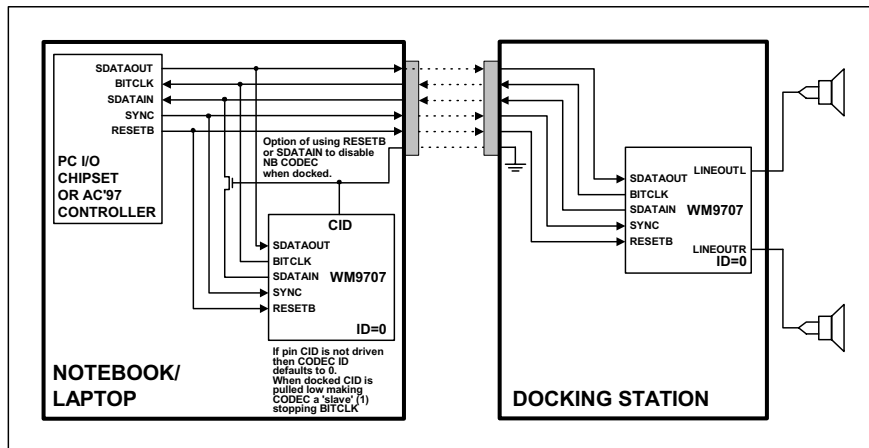 SDATAOUT
BITCLK
SDATAIN
SYNC
RESETB
PC I/O
CHIPSET
OR AC'97
CONTROLLER
Option of using RESETB
or SDATAIN to disable
NB CODEC
when docked.
CID
SDATAOUT
BITCLK
SDATAIN
WM9707
SYNC
RESETB
ID=0
If pin CID is not driven
then CODEC ID
defaults to 0.
When docked CID is
pulled low making
CODEC a 'slave' (1)
stopping BITCLK
NOTEBOOK/
LAPTOP
LINEOUTL
SDATAOUT
BITCLK
SDATAIN
WM9707
SYNC
RESETB
LINEOUTR
ID=0
DOCKING STATION